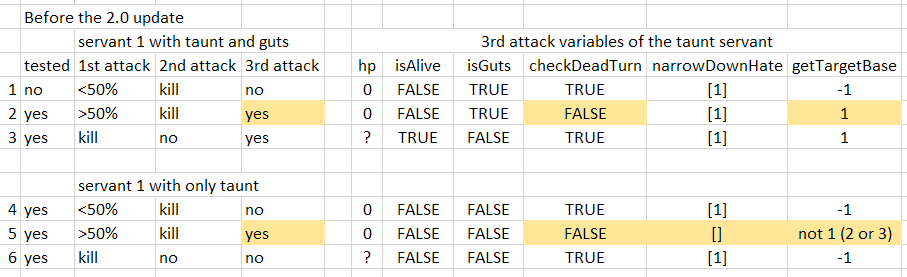 Before the 2.0 update
servant 1 with taunt and guts 3rd attack variables of the taunt servant
tested 1st attack 2nd attack 3rd attack hp isAlive isGuts checkDeadTurn narrowDownHate getTargetBase
1 no <50% kill no 0 FALSE TRUE TRUE [1] -1
2 yes >50% kill yes 0 FALSE TRUE FALSE [1] 1
3 yes kill no yes ? TRUE FALSE TRUE [1] 1
servant 1 with only taunt
4 yes <50% kill no 0 FALSE FALSE TRUE [1] -1
5 yes >50% kill yes 0 FALSE FALSE FALSE [] not 1 (2 or 3)
6 yes kill no no ? FALSE FALSE TRUE [1] -1